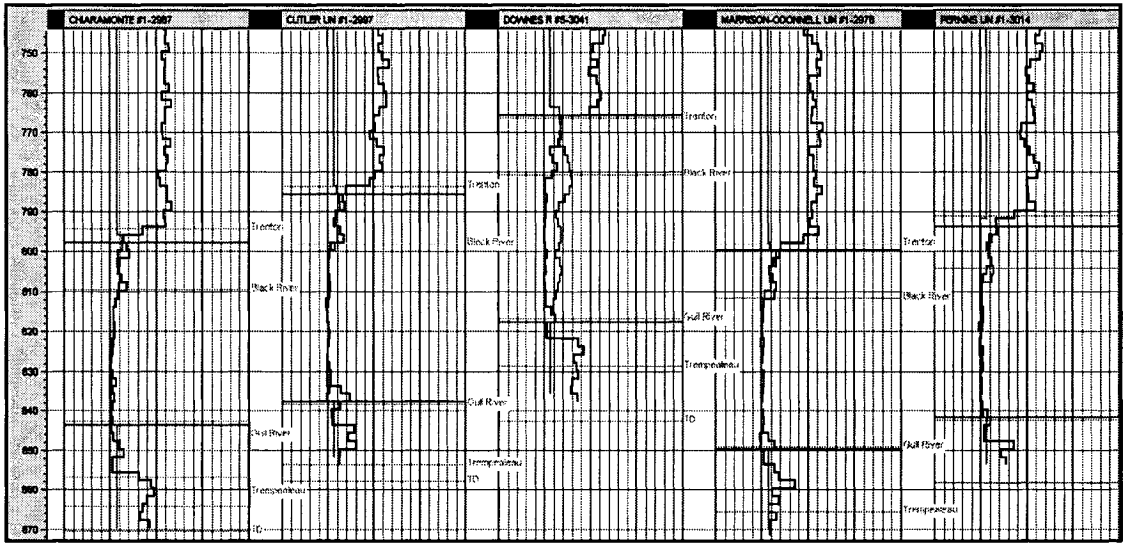 CHIARAMONTE #1-2987
CUTLER UN #1-2997
DOWNES R #5-3041
MARRISON-ODONNELL UN #1-2978
PERKINS UN #1-3014
750
760
770
780
790
800
810
820
830
840
850
860
870
Trenton
Black River
Gull River
Trempealeau
TD
Trenton
Black River
Gull River
Trempealeau
TD
Trenton
Black River
Gull River
Trempealeau
TD
Trenton
Black River
Gull River
Trempealeau